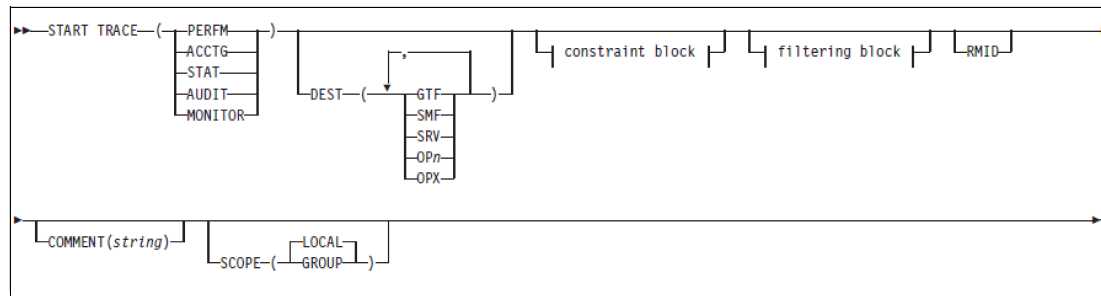 START TRACE ( PERFM )
ACCTG
STAT
AUDIT
MONITOR
DEST ( , GTF )
SMF
SRV
OPn
OPX
constraint block
filtering block
RMID
COMMENT(string)
SCOPE ( LOCAL
GROUP )